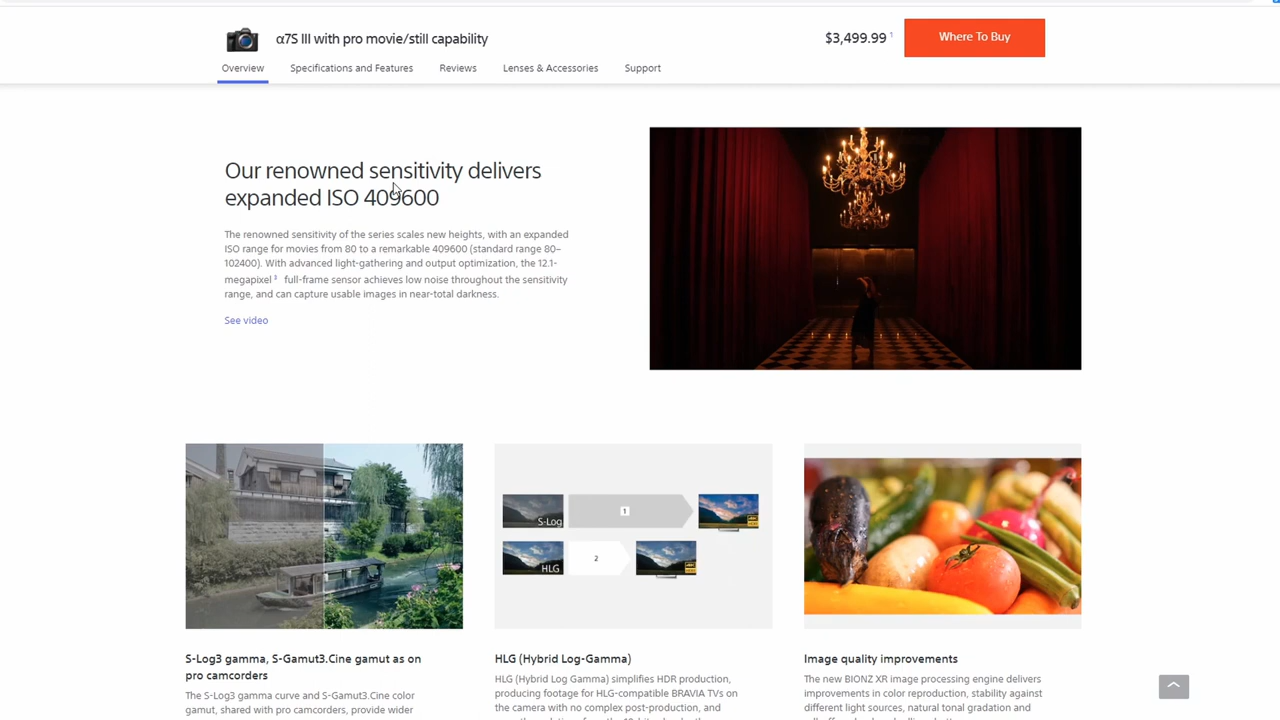 α7S III with pro movie/still capability
$3,499.99 1
Where To Buy
Overview
Specifications and Features
Reviews
Lenses & Accessories
Support
Our renowned sensitivity delivers
expanded ISO 409600
The renowned sensitivity of the series scales new heights, with an expanded
ISO range for movies from 80 to a remarkable 409600 (standard range 80–
102400). With advanced light-gathering and output optimization, the 12.1-
megapixel 3 full-frame sensor achieves low noise throughout the sensitivity
range, and can capture usable images in near-total darkness.
See video
S-Log
1
HLG
2
S-Log3 gamma, S-Gamut3.Cine gamut as on
pro camcorders
The S-Log3 gamma curve and S-Gamut3.Cine color
gamut, shared with pro camcorders, provide wider
HLG (Hybrid Log-Gamma)
HLG (Hybrid Log Gamma) simplifies HDR production,
producing footage for HLG-compatible BRAVIA TVs on
the camera with no complex post-production, and
Image quality improvements
The new BIONZ XR image processing engine delivers
improvements in color reproduction, stability against
different light sources, natural tonal gradation and